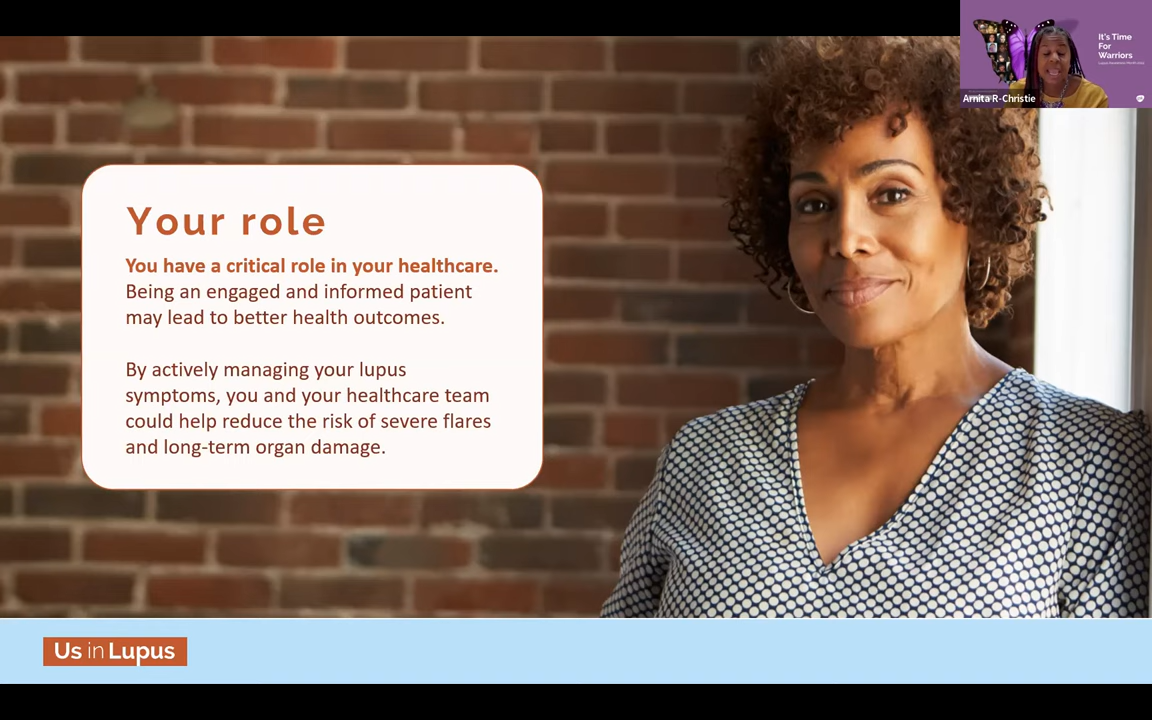 It's Time
For
Warriors
Arnita R-Christie
Your role
You have a critical role in your healthcare.
Being an engaged and informed patient
may lead to better health outcomes.
By actively managing your lupus
symptoms, you and your healthcare team
could help reduce the risk of severe flares
and long-term organ damage.
Us in Lupus